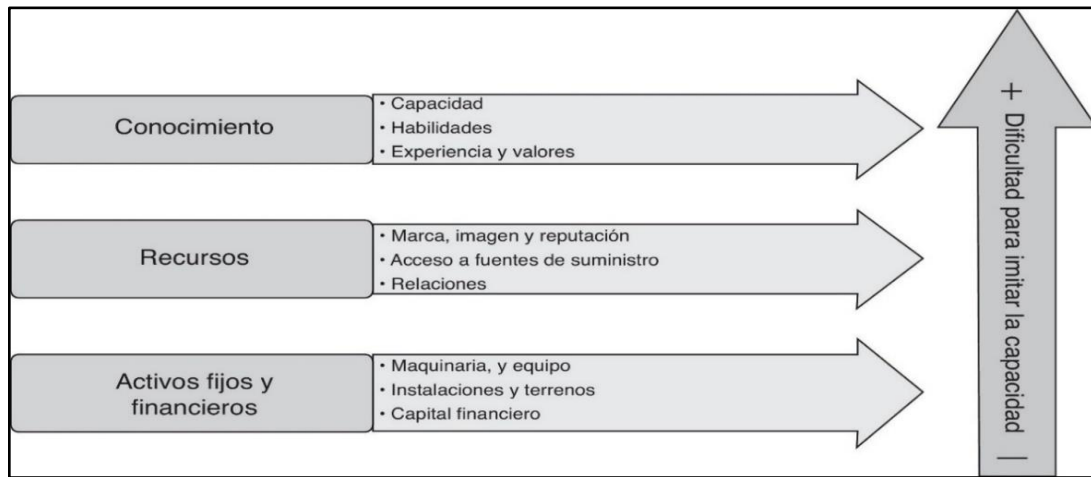 Conocimiento
• Capacidad
• Habilidades
• Experiencia y valores
Recursos
• Marca, imagen y reputación
• Acceso a fuentes de suministro
• Relaciones
Activos fijos y
financieros
• Maquinaria, y equipo
• Instalaciones y terrenos
• Capital financiero
+ Dificultad para imitar la capacidad –